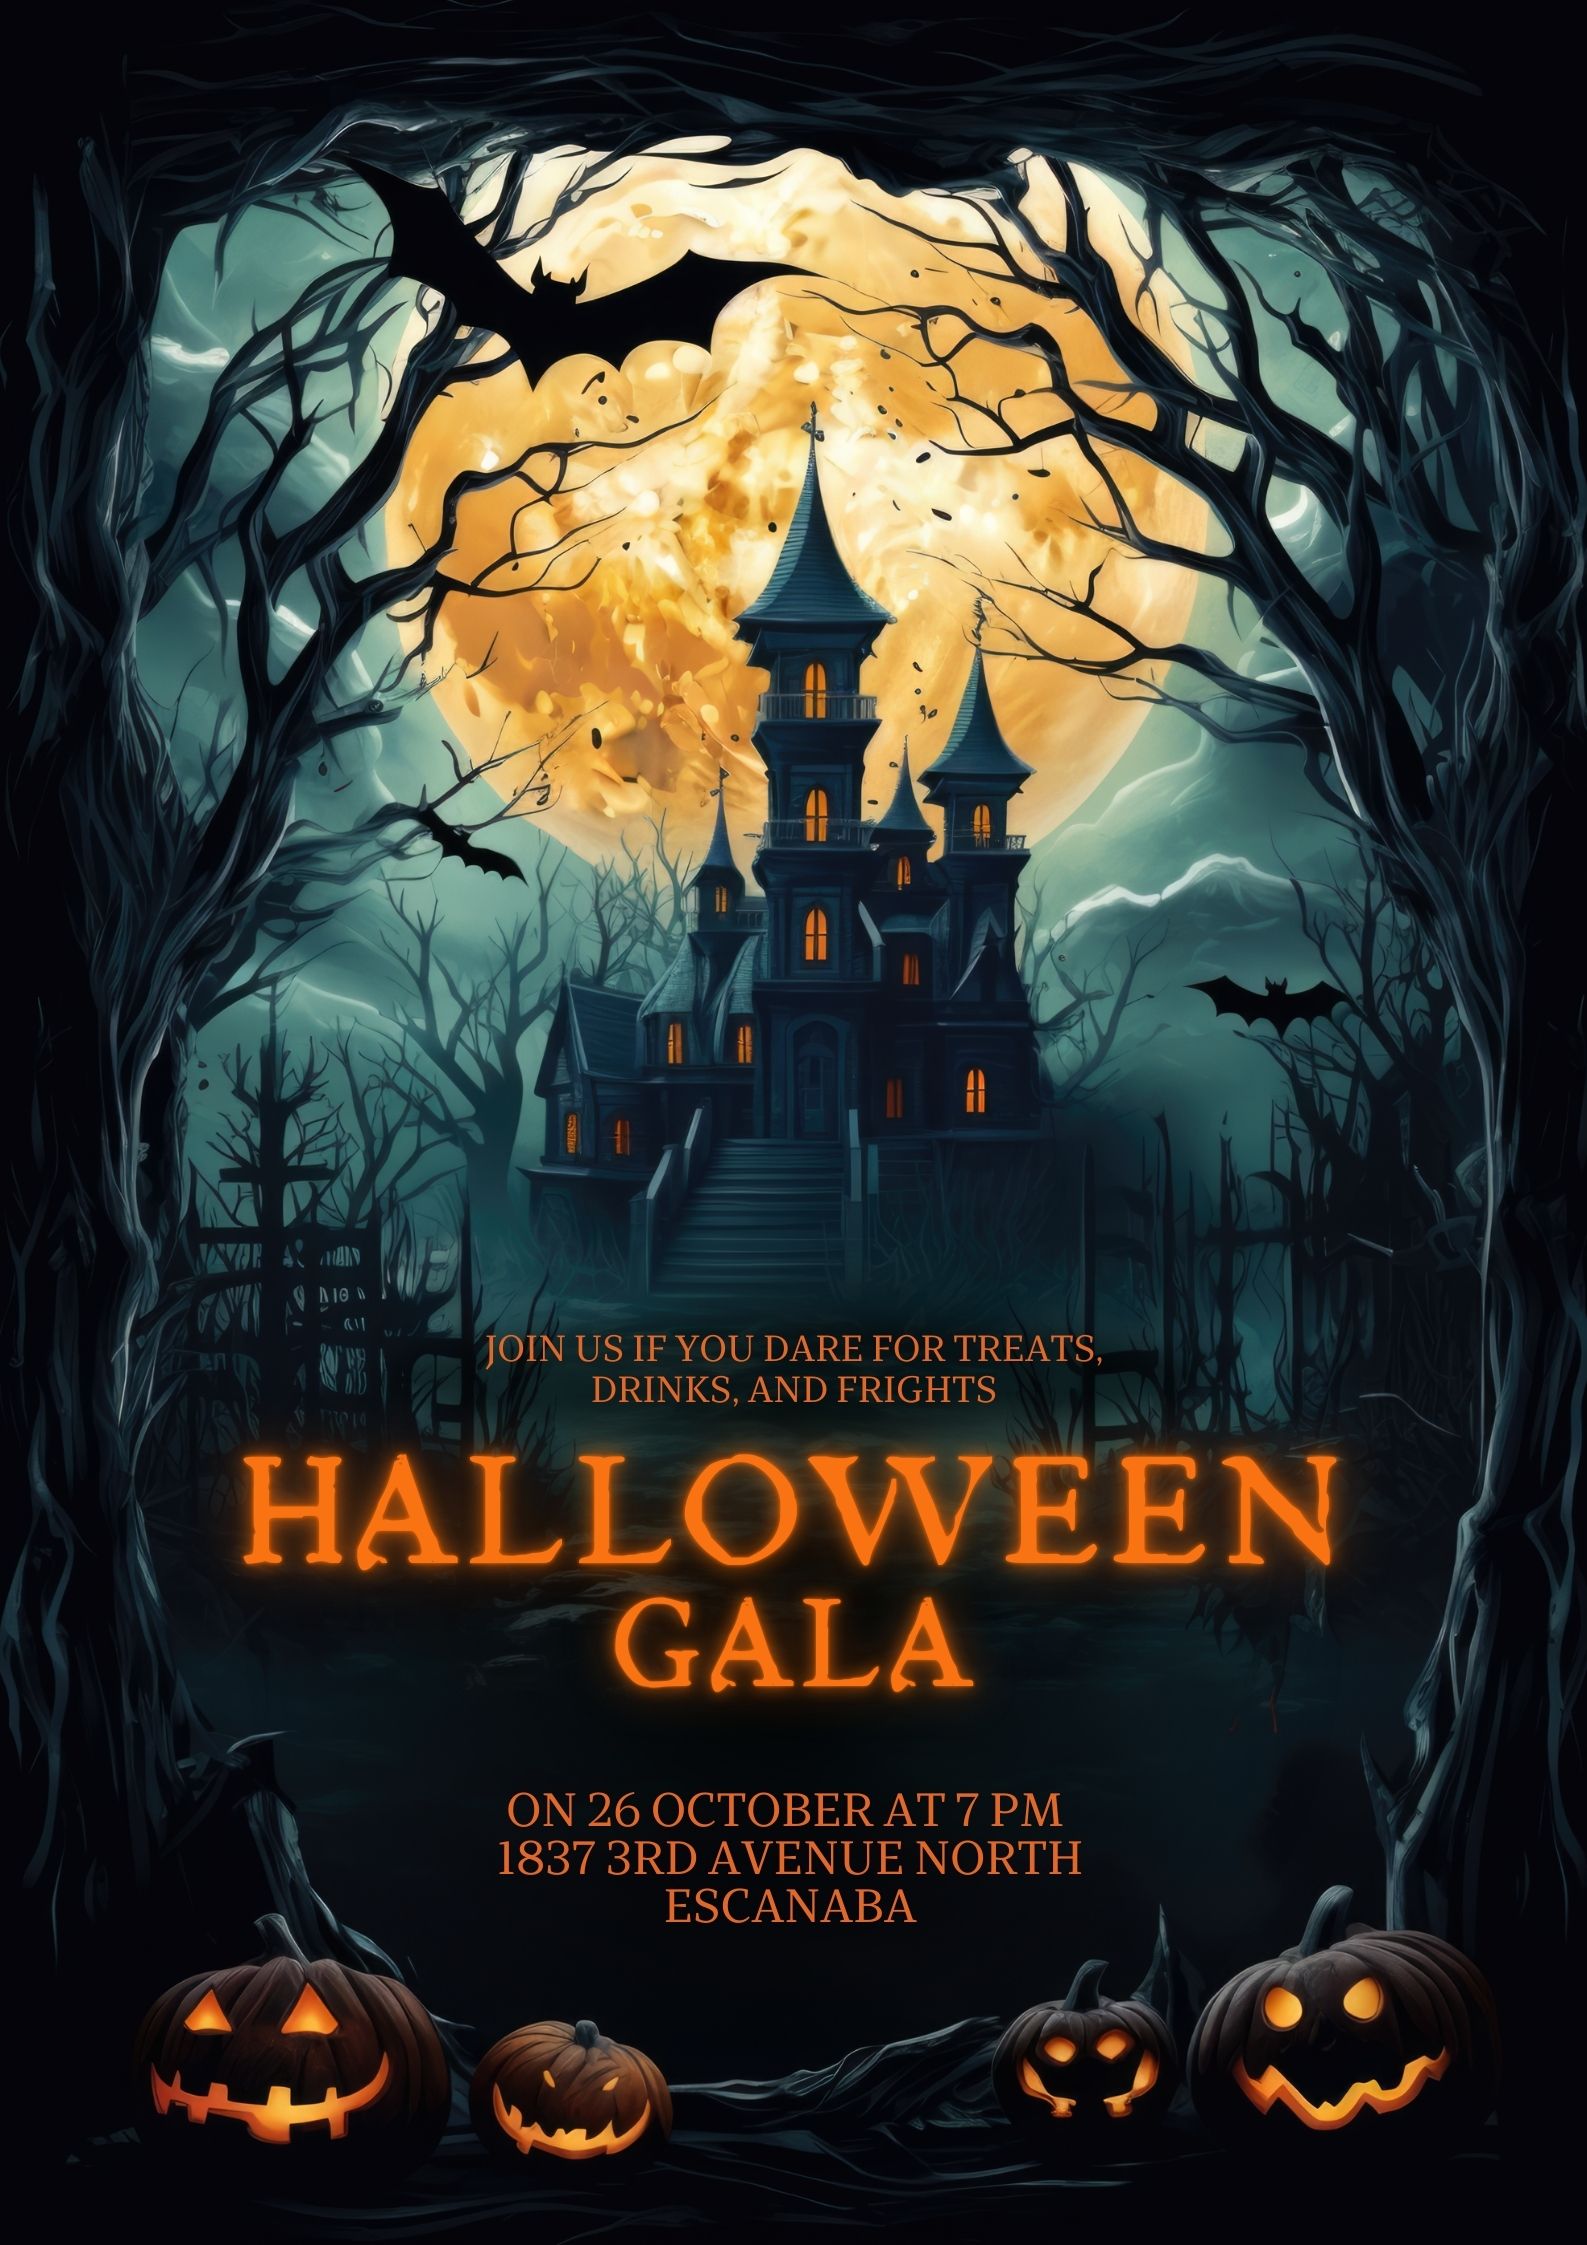 JOIN US IF YOU DARE FOR TREATS,
DRINKS, AND FRIGHTS
HALLOWEEN
GALA
ON 26 OCTOBER AT 7 PM
1837 3RD AVENUE NORTH
ESCANABA